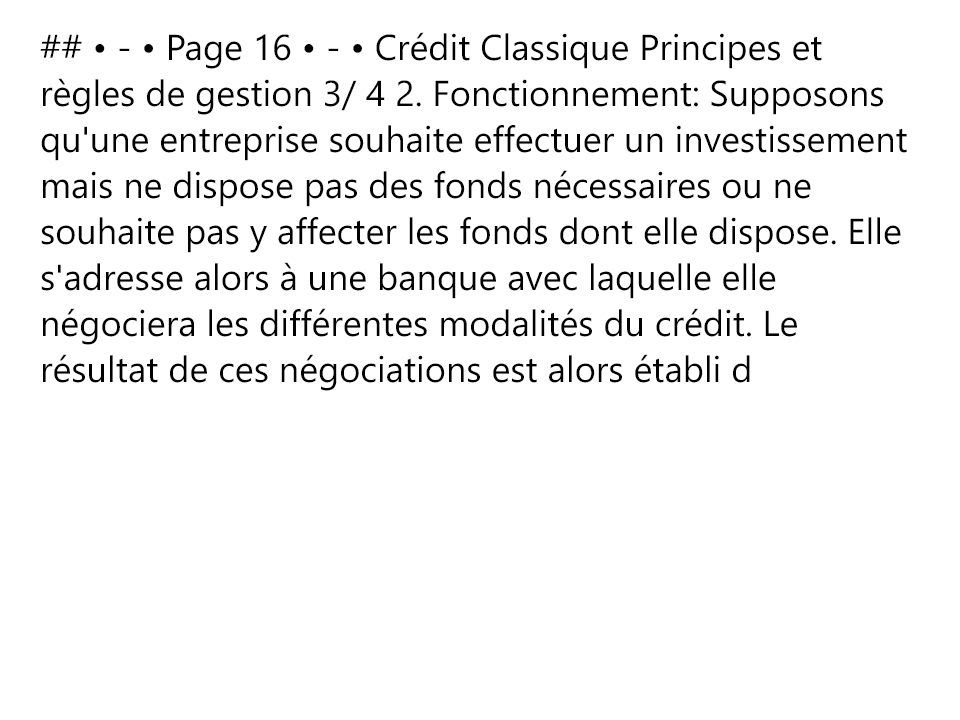 ## • - • Page 16 • - • Crédit Classique Principes et
règles de gestion 3/ 4 2. Fonctionnement: Supposons
qu'une entreprise souhaite effectuer un investissement
mais ne dispose pas des fonds nécessaires ou ne
souhaite pas y affecter les fonds dont elle dispose. Elle
s'adresse alors à une banque avec laquelle elle
négociera les différentes modalités du crédit. Le
résultat de ces négociations est alors établi d